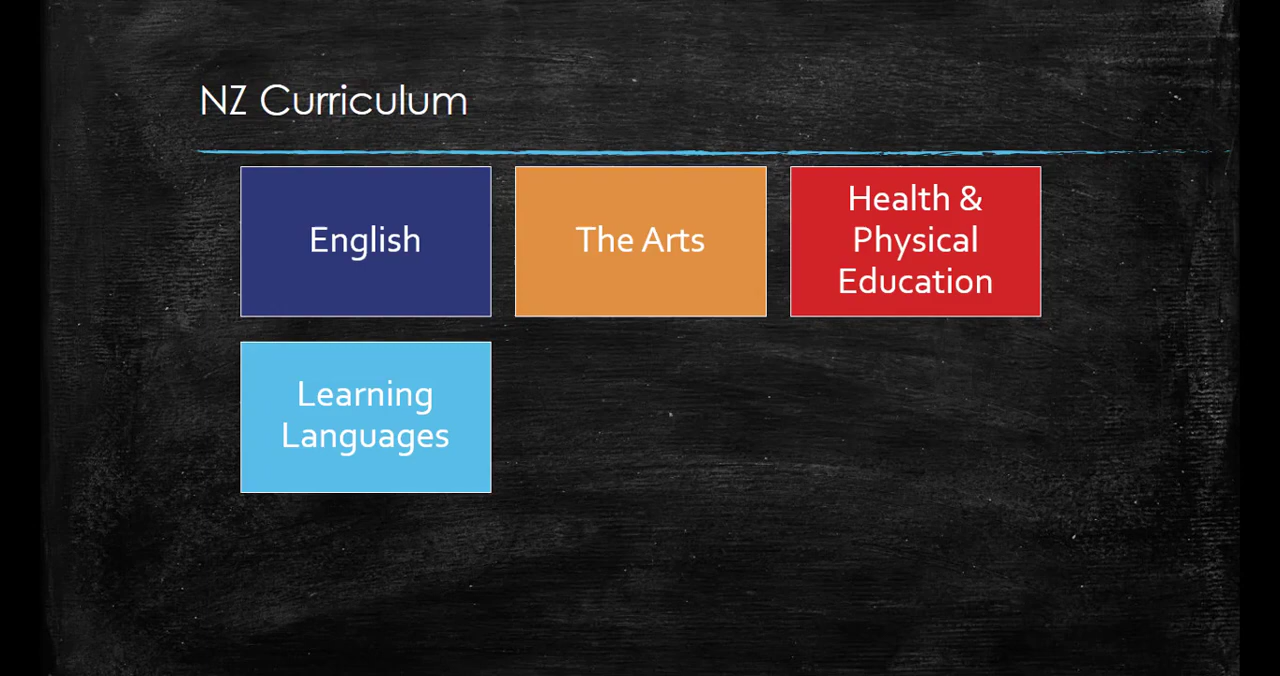 NZ Curriculum
English
The Arts
Health &
Physical
Education
Learning
Languages